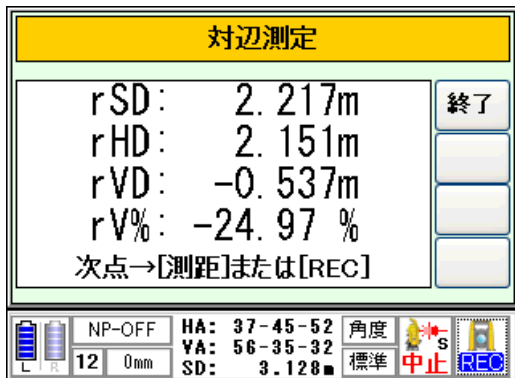 対辺測定
rSD: 2.217m
rHD: 2.151m
rVD: -0.537m
rV%: -24.97 %
次点→[測距]または[REC]
終了
L R
NP-OFF
12 0mm
HA: 37-45-52
VA: 56-35-32
SD: 3.128m
角度
標準
S
中止
REC